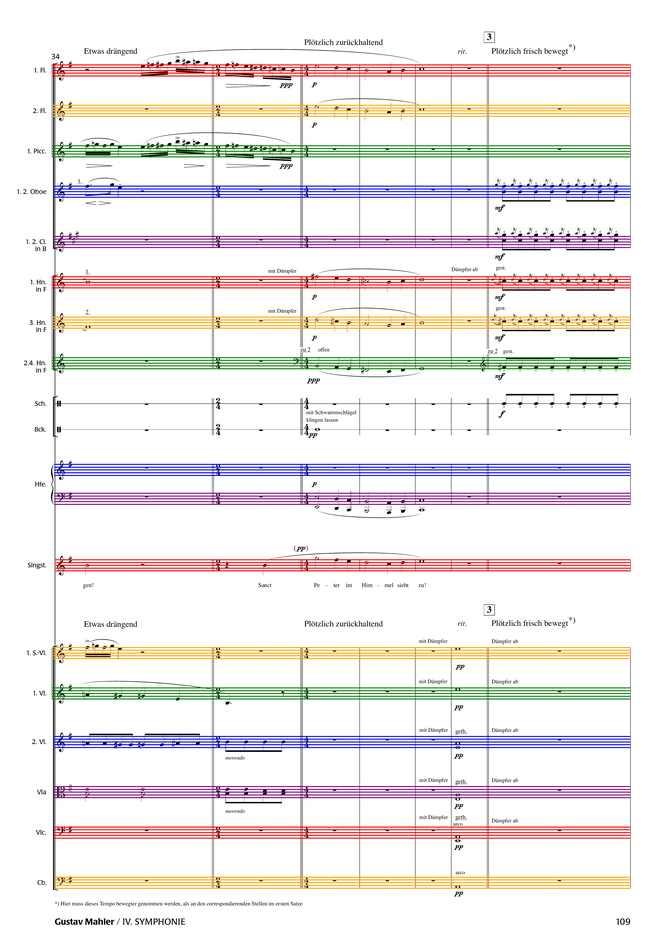 3
Plötzlich zurückhaltend
Etwas drängend
rit.
Plötzlich frisch bewegt*)
34
1. Fl.
ppp
p
2. Fl.
p
1. Picc.
ppp
1.
1. 2. Oboe
mf
1. 2. Cl.
in B
mf
1.
mit Dämpfer
Dämpfer ab
gest.
1. Hn.
in F
p
mf
2.
mit Dämpfer
gest.
3. Hn.
in F
p
mf
zu 2 offen
zu 2 gest.
2.4. Hn.
in F
ppp
mf
Sch.
f
mit Schwammschlägel
klingen lassen
Bck.
pp
Hfe.
p
(pp)
Singst.
gen! Sanct Pe - ter im Him - mel sieht zu!
3
Etwas drängend
Plötzlich zurückhaltend
rit.
Plötzlich frisch bewegt*)
mit Dämpfer
Dämpfer ab
1. S.-Vl.
pp
mit Dämpfer
Dämpfer ab
1. Vl.
pp
mit Dämpfer
geth.
Dämpfer ab
2. Vl.
morendo
pp
mit Dämpfer
geth.
Dämpfer ab
Vla
morendo
pp
mit Dämpfer
geth.
arco
Dämpfer ab
Vlc.
pp
arco
Cb.
pp
*) Hier muss dieses Tempo bewegter genommen werden, als an den correspondierenden Stellen im ersten Satze
Gustav Mahler / IV. SYMPHONIE
109